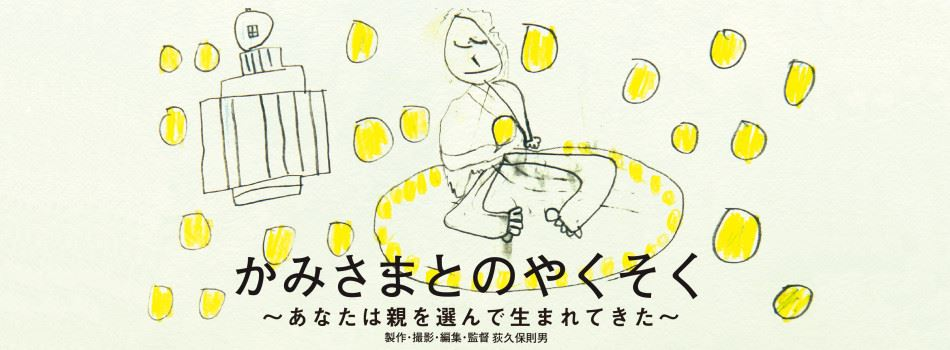 かみさまとのやくそく
～あなたは親を選んで生まれてきた～
製作・撮影・編集・監督 荻久保則男